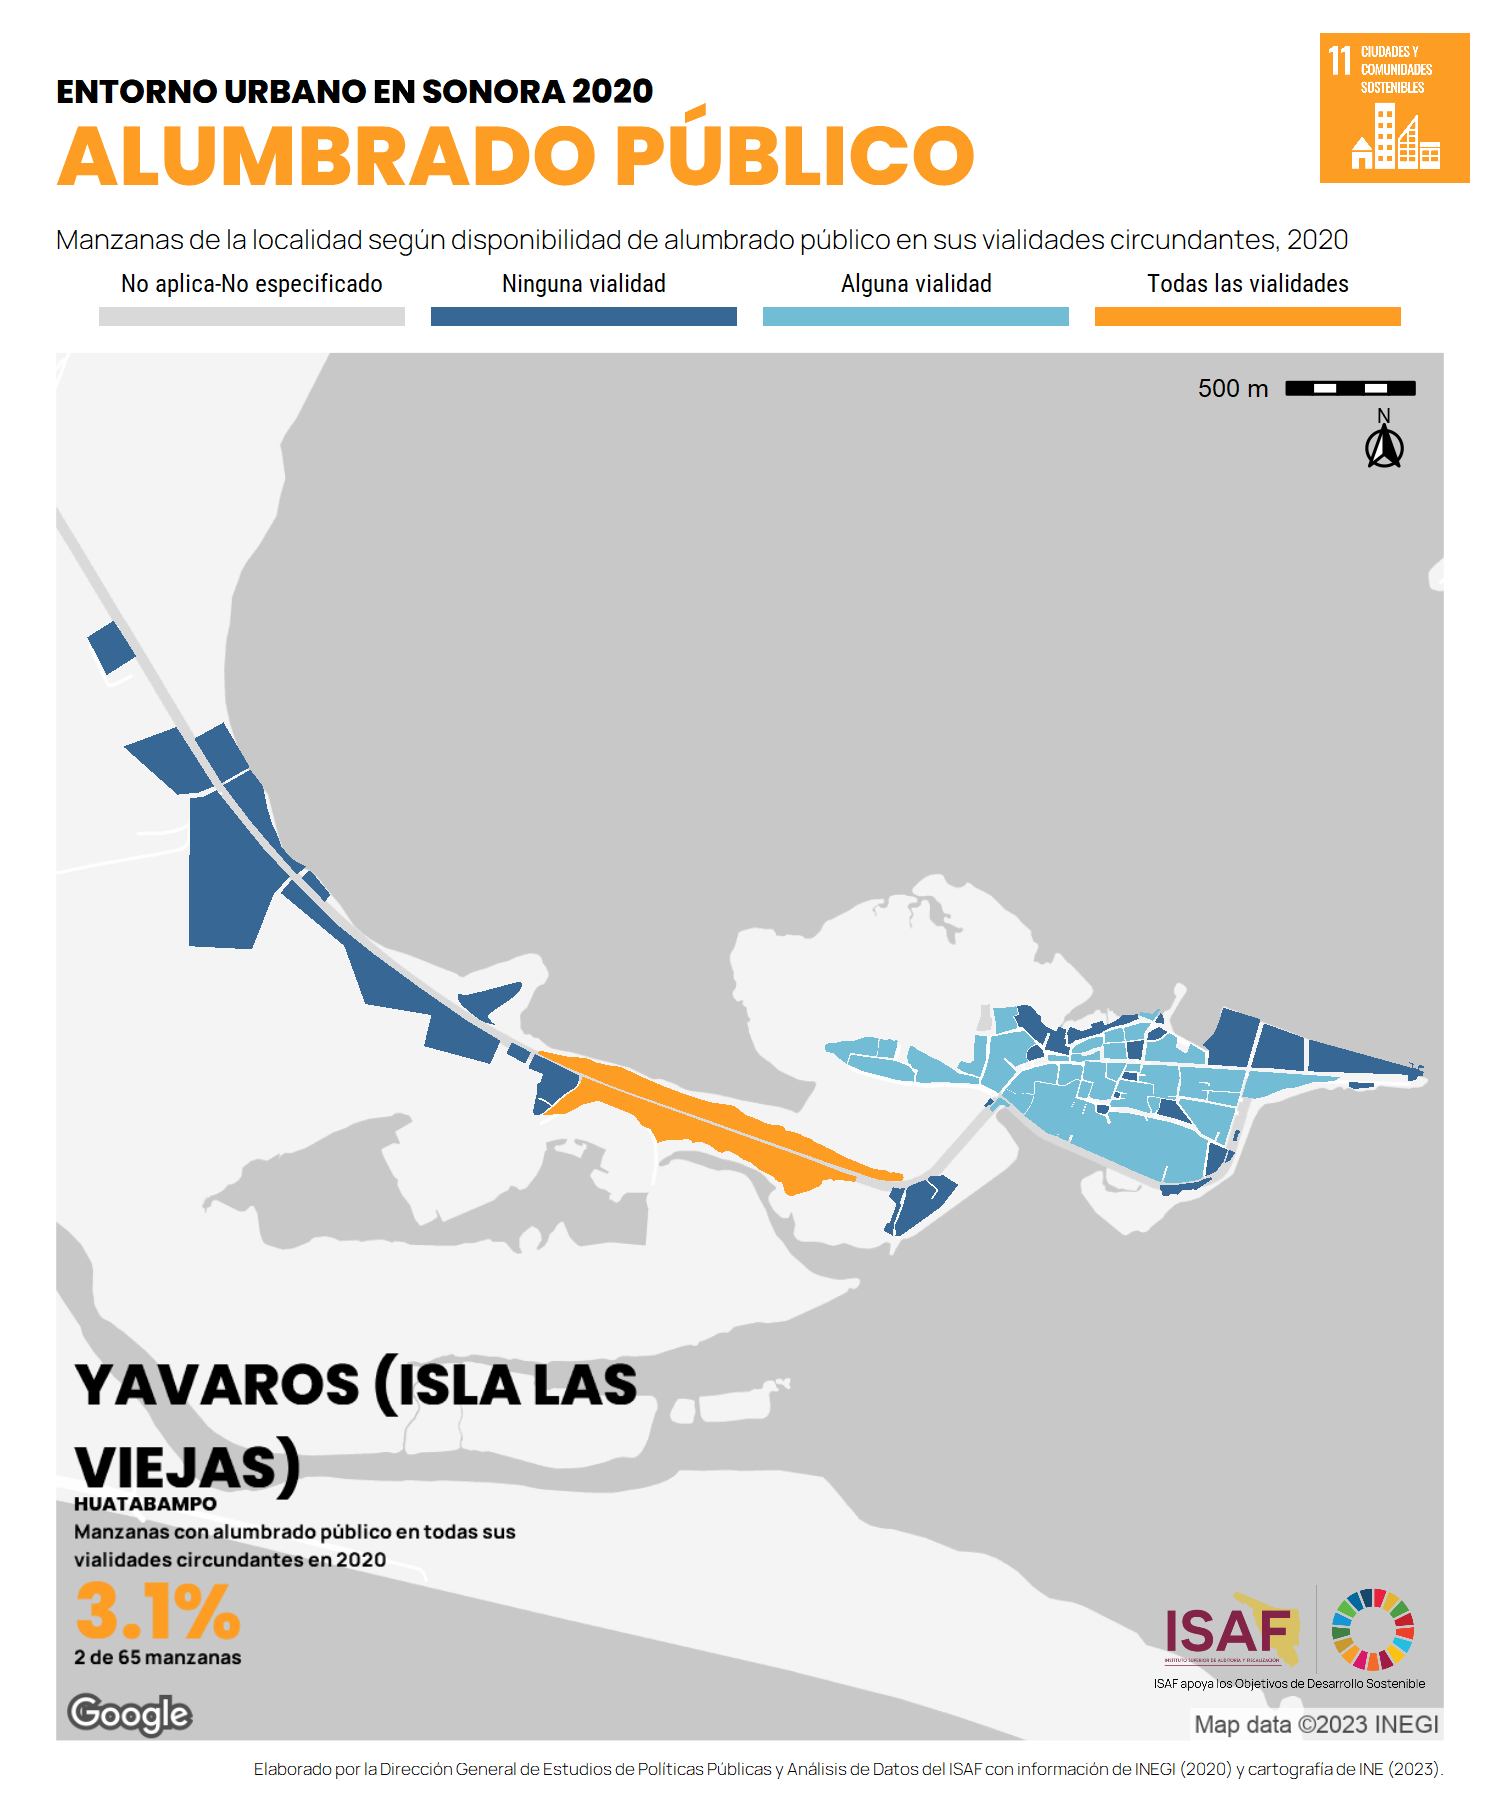 11 CIUDADES Y
COMUNIDADES
SOSTENIBLES
ENTORNO URBANO EN SONORA 2020
ALUMBRADO PÚBLICO
Manzanas de la localidad según disponibilidad de alumbrado público en sus vialidades circundantes, 2020
No aplica-No especificado Ninguna vialidad Alguna vialidad Todas las vialidades
500 m
N
YAVAROS (ISLA LAS
VIEJAS)
HUATABAMPO
Manzanas con alumbrado público en todas sus
vialidades circundantes en 2020
3.1%
2 de 65 manzanas
ISAF
INSTITUTO SUPERIOR DE AUDITORÍA Y FISCALIZACIÓN
ISAF apoya los Objetivos de Desarrollo Sostenible
Google
Map data ©2023 INEGI
Elaborado por la Dirección General de Estudios de Políticas Públicas y Análisis de Datos del ISAF con información de INEGI (2020) y cartografía de INE (2023).